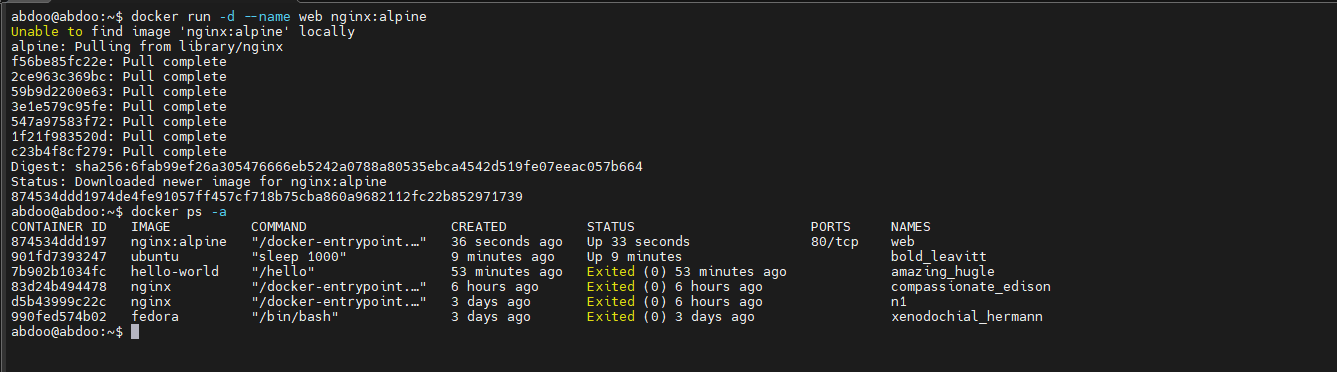 abdoo@abdoo:~$ docker run -d --name web nginx:alpine
Unable to find image 'nginx:alpine' locally
alpine: Pulling from library/nginx
f56be85fc22e: Pull complete
2ce963c369bc: Pull complete
59b9d2200e63: Pull complete
3e1e579c95fe: Pull complete
547a97583f72: Pull complete
1f21f983520d: Pull complete
c23b4f8cf279: Pull complete
Digest: sha256:6fab99ef26a305476666eb5242a0788a80535ebca4542d519fe07eeac057b664
Status: Downloaded newer image for nginx:alpine
874534ddd1974de4fe91057ff457cf718b75cba860a9682112fc22b852971739
abdoo@abdoo:~$ docker ps -a
CONTAINER ID   IMAGE          COMMAND                  CREATED          STATUS                      PORTS     NAMES
874534ddd197   nginx:alpine   "/docker-entrypoint.…"   36 seconds ago   Up 33 seconds               80/tcp    web
901fd7393247   ubuntu         "sleep 1000"             9 minutes ago    Up 9 minutes                          bold_leavitt
7b902b1034fc   hello-world    "/hello"                 53 minutes ago   Exited (0) 53 minutes ago             amazing_hugle
83d24b494478   nginx          "/docker-entrypoint.…"   6 hours ago      Exited (0) 6 hours ago                compassionate_edison
d5b43999c22c   nginx          "/docker-entrypoint.…"   3 days ago       Exited (0) 6 hours ago                n1
990fed574b02   fedora         "/bin/bash"              3 days ago       Exited (0) 3 days ago                 xenodochial_hermann
abdoo@abdoo:~$